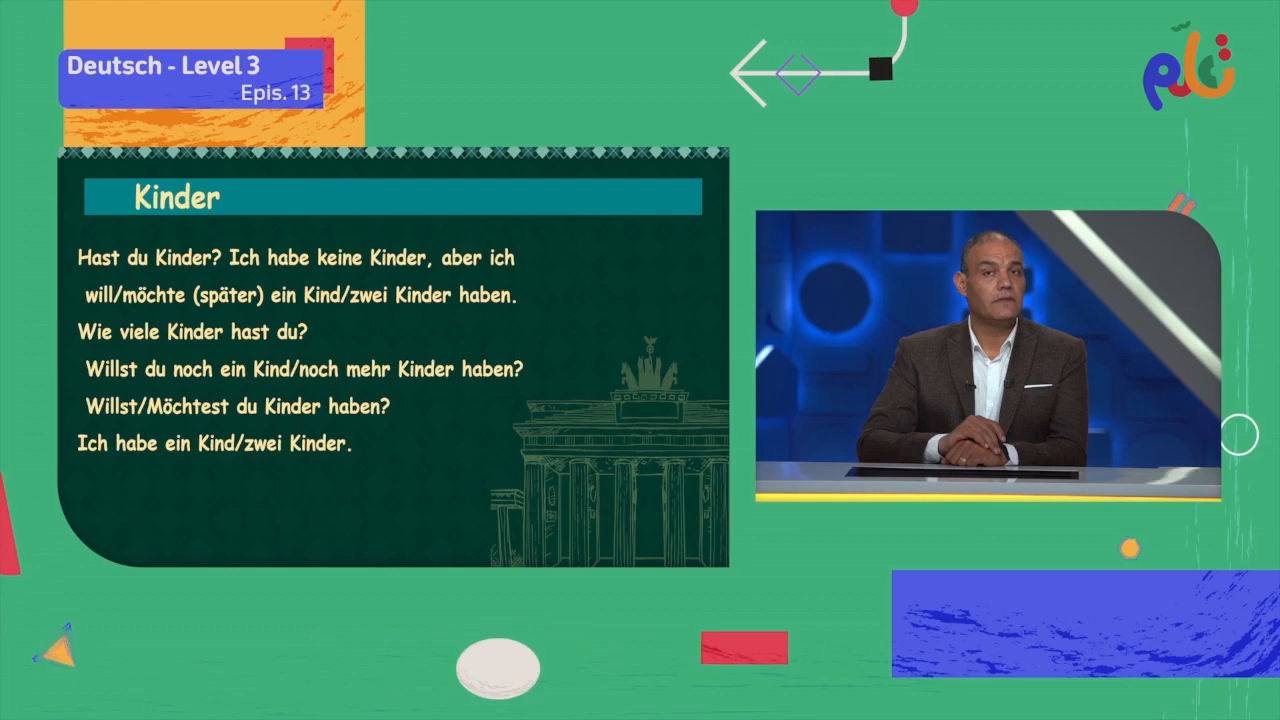 Deutsch - Level 3
Epis. 13
Kinder
Hast du Kinder? Ich habe keine Kinder, aber ich
will/möchte (später) ein Kind/zwei Kinder haben.
Wie viele Kinder hast du?
Willst du noch ein Kind/noch mehr Kinder haben?
Willst/Möchtest du Kinder haben?
Ich habe ein Kind/zwei Kinder.